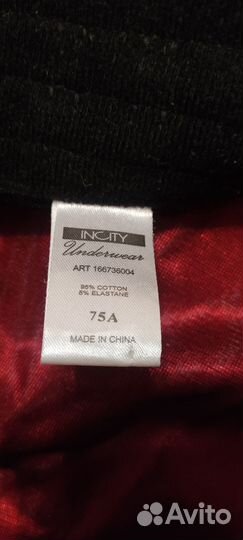 INCITY
Underwear
ART 166736004
95% COTTON
5% ELASTANE
75A
MADE IN CHINA
Avito